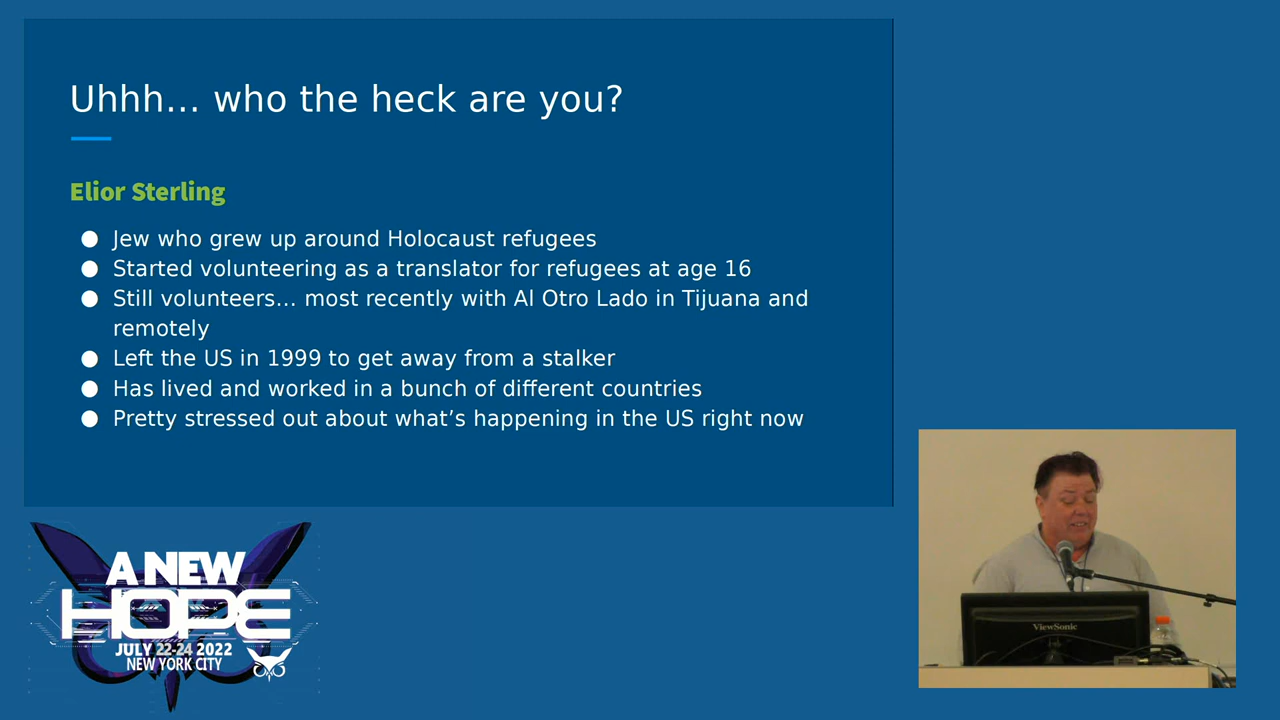 Uhhh... who the heck are you?
Elior Sterling
● Jew who grew up around Holocaust refugees
● Started volunteering as a translator for refugees at age 16
● Still volunteers... most recently with Al Otro Lado in Tijuana and
remotely
● Left the US in 1999 to get away from a stalker
● Has lived and worked in a bunch of different countries
● Pretty stressed out about what’s happening in the US right now
A NEW
HOPE
JULY 22-24 2022
NEW YORK CITY
ViewSonic